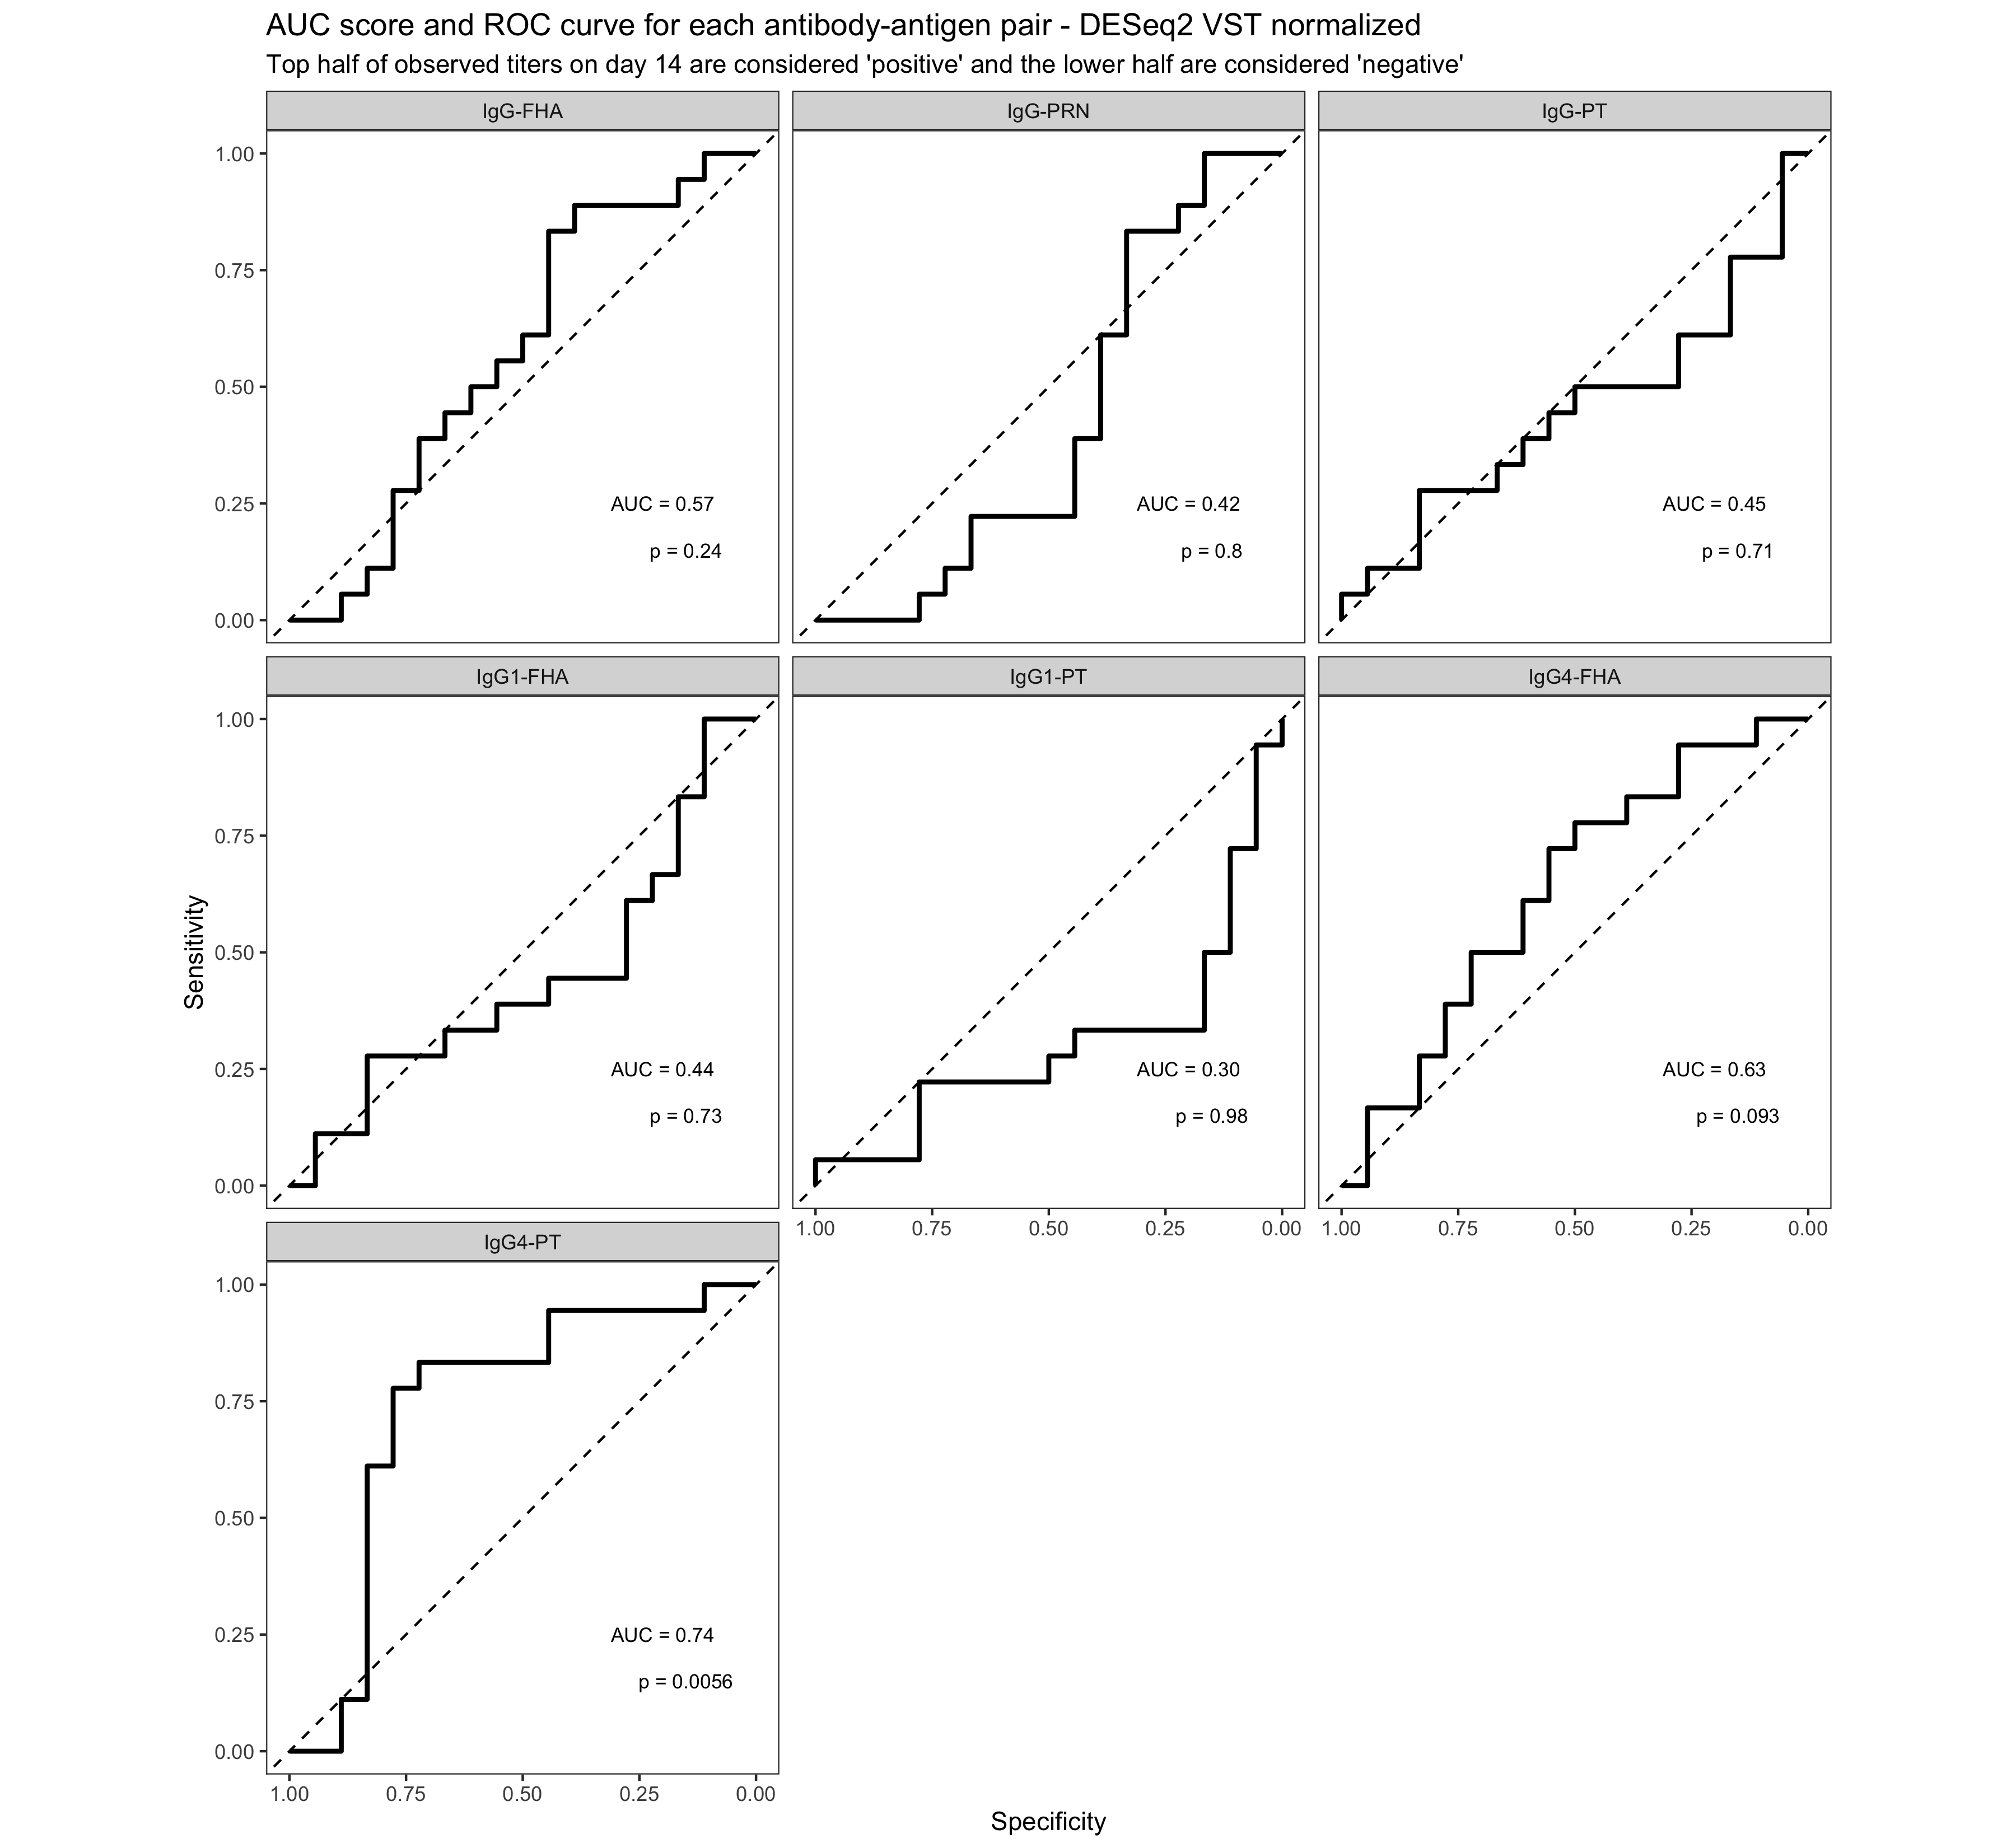 AUC score and ROC curve for each antibody-antigen pair - DESeq2 VST normalized
Top half of observed titers on day 14 are considered 'positive' and the lower half are considered 'negative'
IgG-FHA
IgG-PRN
IgG-PT
1.00
0.75
0.50
0.25
0.00
AUC = 0.57
p = 0.24
AUC = 0.42
p = 0.8
AUC = 0.45
p = 0.71
IgG1-FHA
IgG1-PT
IgG4-FHA
1.00
0.75
0.50
0.25
0.00
AUC = 0.44
p = 0.73
AUC = 0.30
p = 0.98
AUC = 0.63
p = 0.093
1.00 0.75 0.50 0.25 0.00
1.00 0.75 0.50 0.25 0.00
Sensitivity
IgG4-PT
1.00
0.75
0.50
0.25
0.00
AUC = 0.74
p = 0.0056
1.00 0.75 0.50 0.25 0.00
Specificity